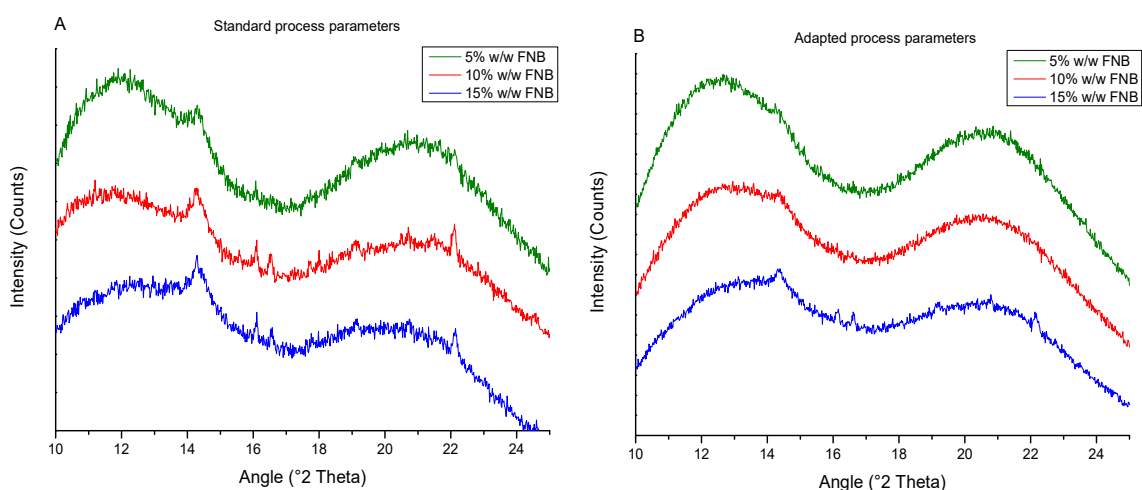 A
Standard process parameters
5% w/w FNB
10% w/w FNB
15% w/w FNB
Intensity (Counts)
10 12 14 16 18 20 22 24
Angle (°2 Theta)
B
Adapted process parameters
5% w/w FNB
10% w/w FNB
15% w/w FNB
Intensity (Counts)
10 12 14 16 18 20 22 24
Angle (°2 Theta)